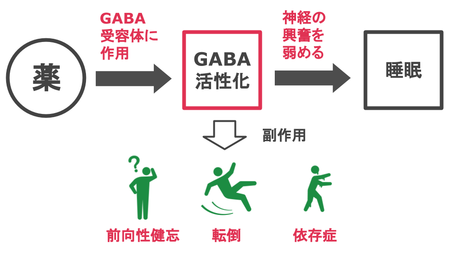 薬
GABA
受容体に
作用
GABA
活性化
神経の
興奮を
弱める
睡眠
副作用
?
前向性健忘
転倒
依存症